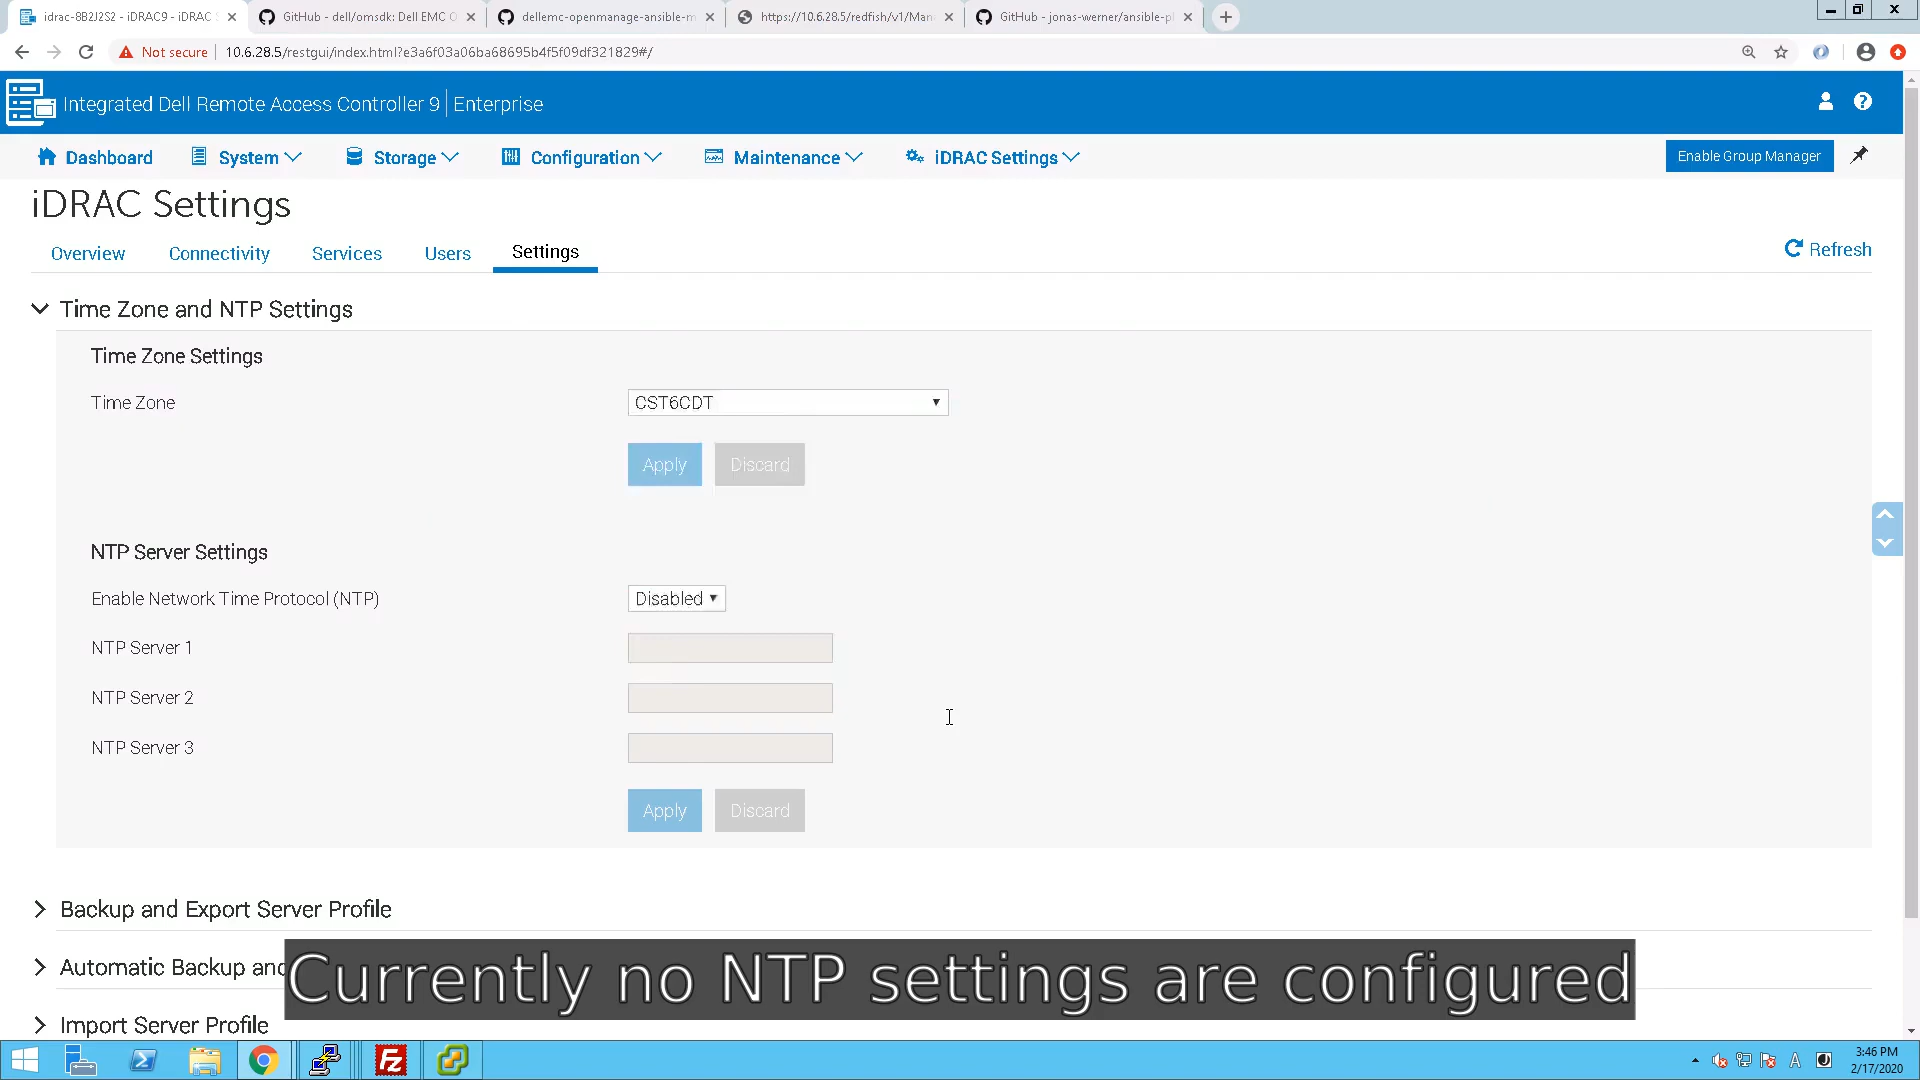 idrac-8B2J2S2 - iDRAC9 - iDRAC
GitHub - dell/omsdk: Dell EMC O
dellemc-openmanage-ansible-m
https://10.6.28.5/redfish/v1/Man
GitHub - jonas-werner/ansible-pl
Not secure
10.6.28.5/restgui/index.html?e3a6f03a06ba68695b4f5f09df321829#/
Integrated Dell Remote Access Controller 9 | Enterprise
Dashboard
System
Storage
Configuration
Maintenance
iDRAC Settings
Enable Group Manager
iDRAC Settings
Overview
Connectivity
Services
Users
Settings
Refresh
Time Zone and NTP Settings
Time Zone Settings
Time Zone
CST6CDT
Apply
Discard
NTP Server Settings
Enable Network Time Protocol (NTP)
Disabled
NTP Server 1
NTP Server 2
NTP Server 3
Apply
Discard
Backup and Export Server Profile
Automatic Backup and
Currently no NTP settings are configured
Import Server Profile
3:46 PM
2/17/2020